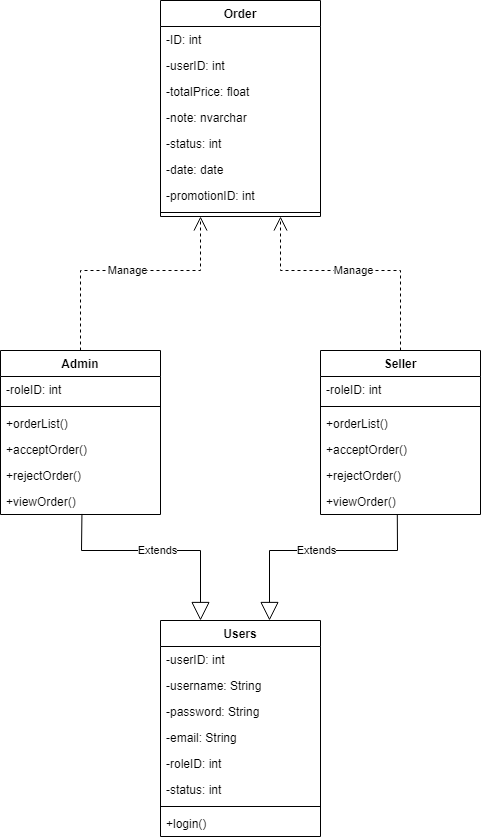 Order
-ID: int
-userID: int
-totalPrice: float
-note: nvarchar
-status: int
-date: date
-promotionID: int
Manage
Manage
Admin
-roleID: int
+orderList()
+acceptOrder()
+rejectOrder()
+viewOrder()
Seller
-roleID: int
+orderList()
+acceptOrder()
+rejectOrder()
+viewOrder()
Extends
Extends
Users
-userID: int
-username: String
-password: String
-email: String
-roleID: int
-status: int
+login()